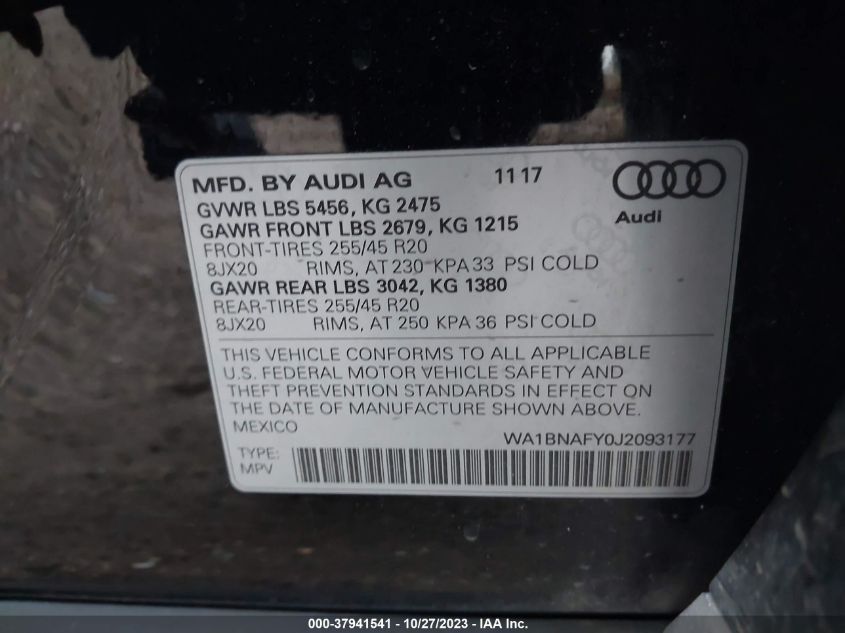 MFD. BY AUDI AG 11 17
Audi
GVWR LBS 5456, KG 2475
GAWR FRONT LBS 2679, KG 1215
FRONT-TIRES 255/45 R20
8JX20 RIMS, AT 230 KPA 33 PSI COLD
GAWR REAR LBS 3042, KG 1380
REAR-TIRES 255/45 R20
8JX20 RIMS, AT 250 KPA 36 PSI COLD
THIS VEHICLE CONFORMS TO ALL APPLICABLE
U.S. FEDERAL MOTOR VEHICLE SAFETY AND
THEFT PREVENTION STANDARDS IN EFFECT ON
THE DATE OF MANUFACTURE SHOWN ABOVE.
MEXICO
WA1BNAFY0J2093177
TYPE:
MPV
000-37941541 - 10/27/2023 - IAA Inc.